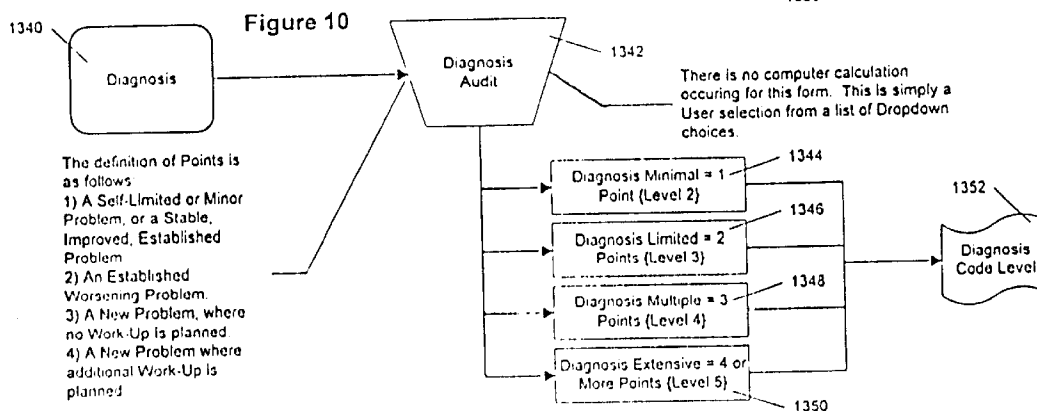 Figure 10
1340
Diagnosis
Diagnosis
Audit
1342
There is no computer calculation
occuring for this form. This is simply a
User selection from a list of Dropdown
choices.
The definition of Points is
as follows
1) A Self-Limited or Minor
Problem, or a Stable,
Improved, Established
Problem
2) An Established
Worsening Problem.
3) A New Problem, where
no Work-Up is planned
4) A New Problem where
additional Work-Up is
planned
Diagnosis Minimal = 1
Point {Level 2}
1344
Diagnosis Limited = 2
Points {Level 3}
1346
Diagnosis Multiple = 3
Points {Level 4}
1348
Diagnosis Extensive = 4 or
More Points {Level 5}
1350
1352
Diagnosis
Code Level